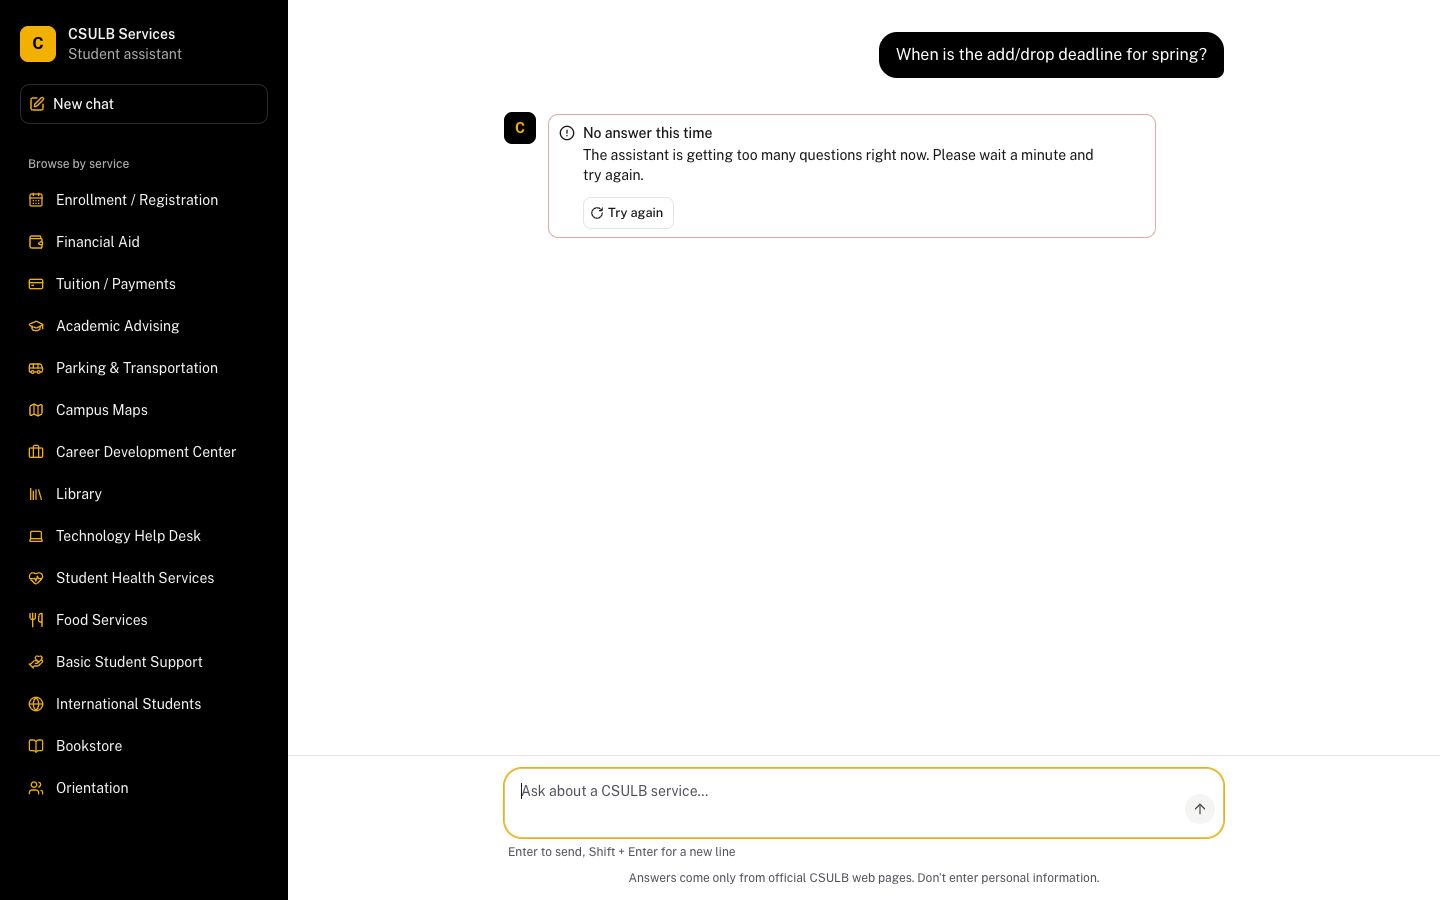 C
CSULB Services
Student assistant
New chat
Browse by service
Enrollment / Registration
Financial Aid
Tuition / Payments
Academic Advising
Parking & Transportation
Campus Maps
Career Development Center
Library
Technology Help Desk
Student Health Services
Food Services
Basic Student Support
International Students
Bookstore
Orientation
When is the add/drop deadline for spring?
C
No answer this time
The assistant is getting too many questions right now. Please wait a minute and
try again.
Try again
Ask about a CSULB service...
Enter to send, Shift + Enter for a new line
Answers come only from official CSULB web pages. Don't enter personal information.